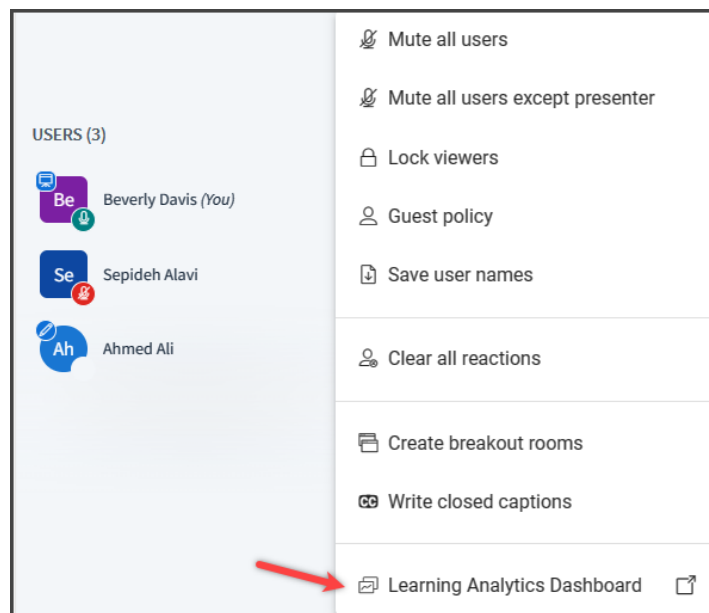 USERS (3)
Be
Beverly Davis (You)
Se
Sepideh Alavi
Ah
Ahmed Ali
Mute all users
Mute all users except presenter
Lock viewers
Guest policy
Save user names
Clear all reactions
Create breakout rooms
CC Write closed captions
Learning Analytics Dashboard